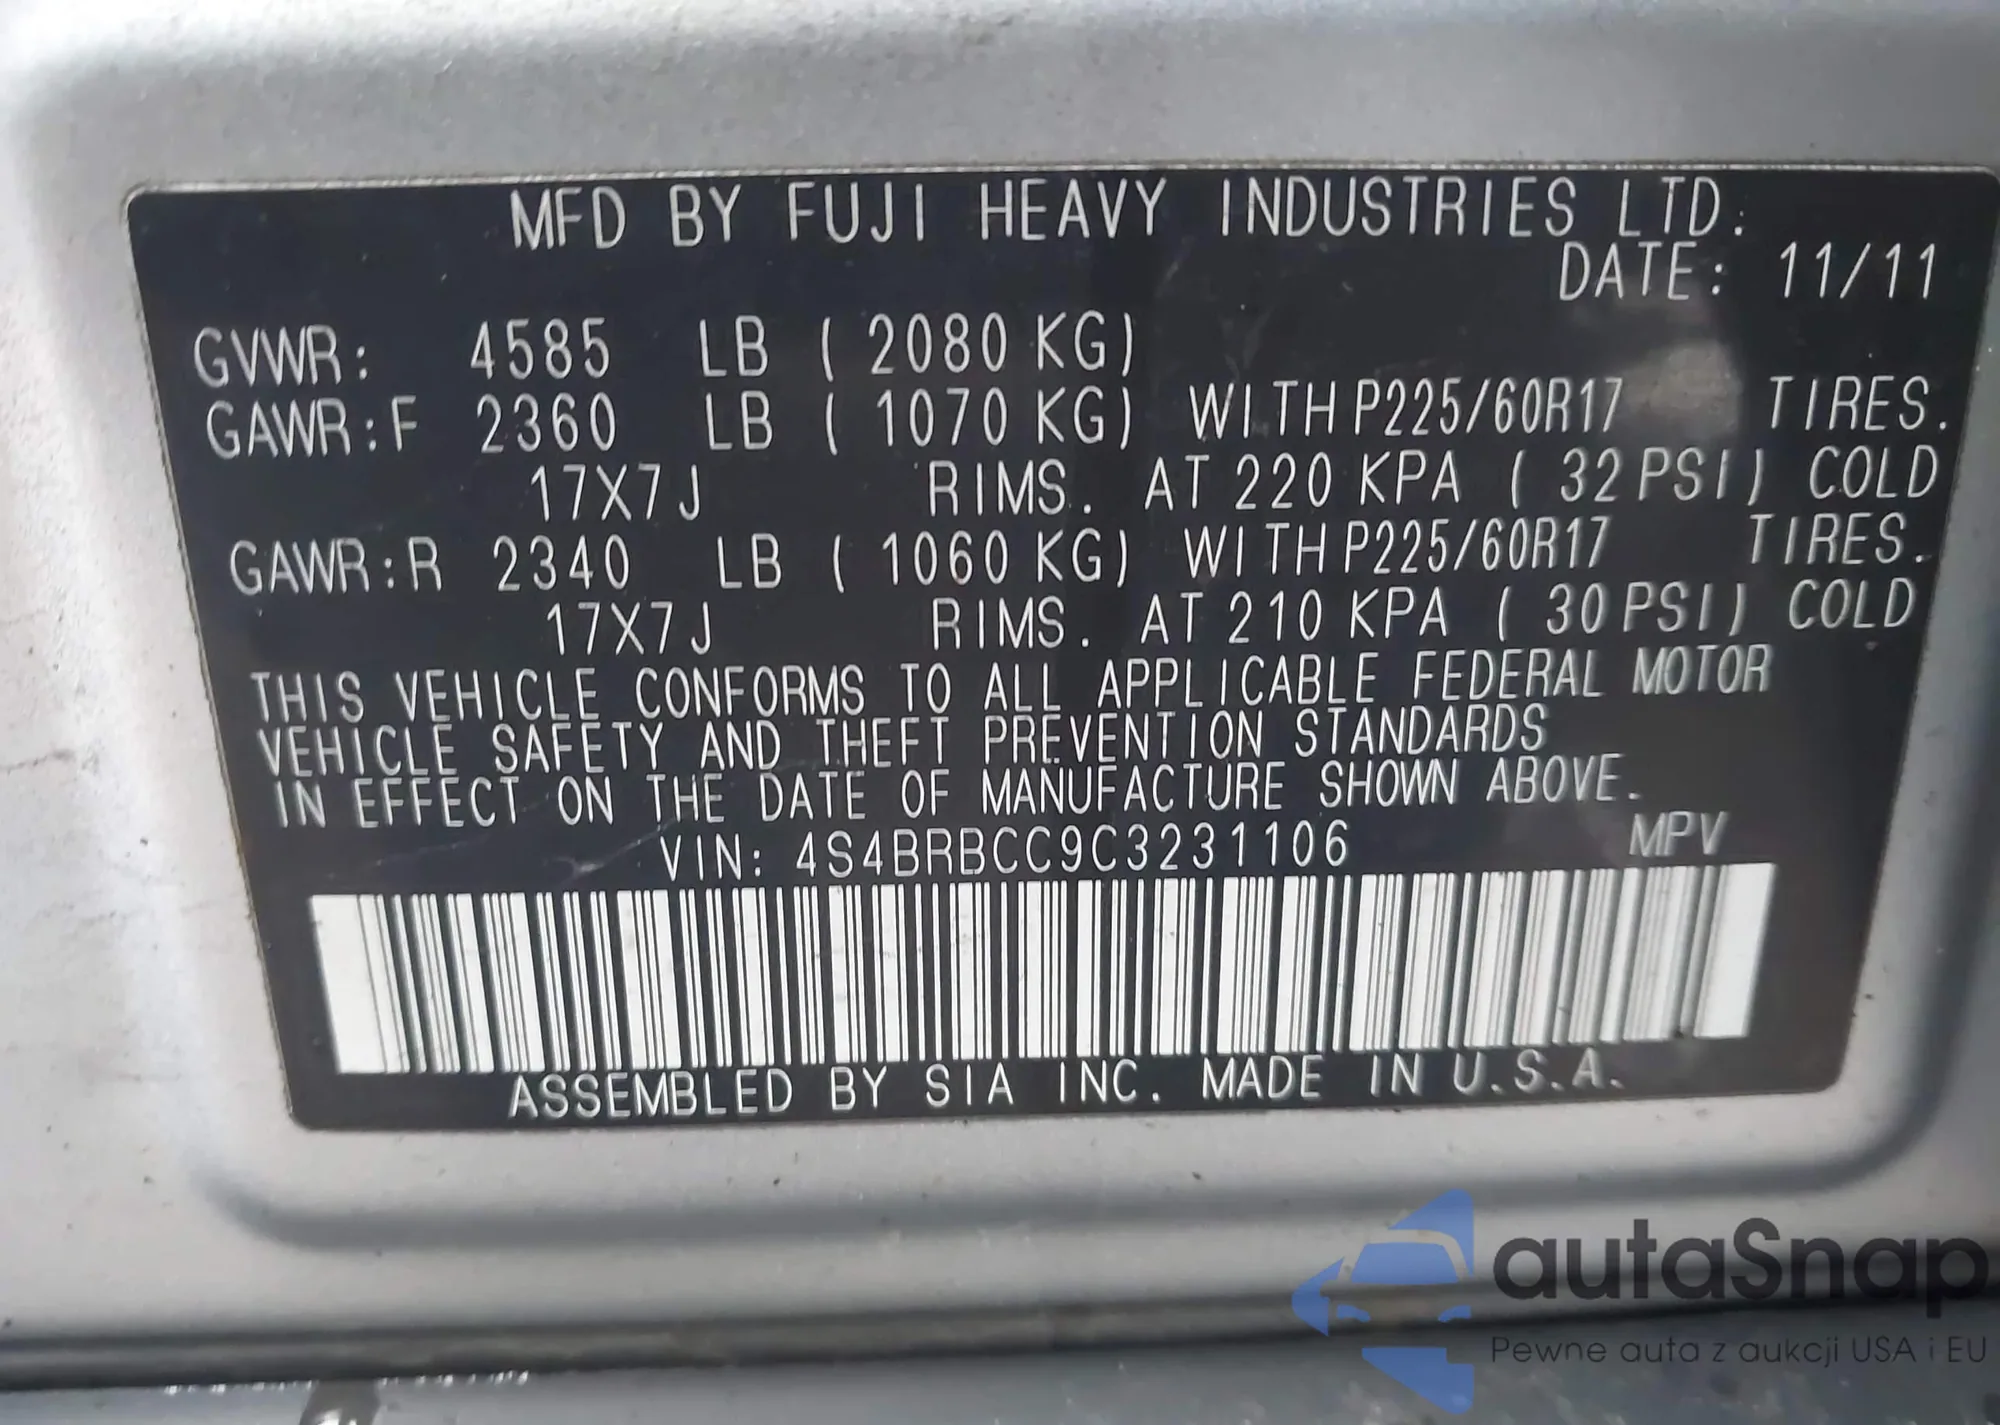 MFD BY FUJI HEAVY INDUSTRIES LTD.
DATE: 11/11
GVWR: 4585 LB ( 2080 KG)
GAWR:F 2360 LB ( 1070 KG) WITH P225/60R17 TIRES.
17X7J RIMS. AT 220 KPA ( 32 PSI) COLD
GAWR:R 2340 LB ( 1060 KG) WITH P225/60R17 TIRES.
17X7J RIMS. AT 210 KPA ( 30 PSI) COLD
THIS VEHICLE CONFORMS TO ALL APPLICABLE FEDERAL MOTOR
VEHICLE SAFETY AND THEFT PREVENTION STANDARDS
IN EFFECT ON THE DATE OF MANUFACTURE SHOWN ABOVE.
VIN: 4S4BRBCC9C3231106 MPV
ASSEMBLED BY SIA INC. MADE IN U.S.A.
autaSnap
Pewne auta z aukcji USA i EU